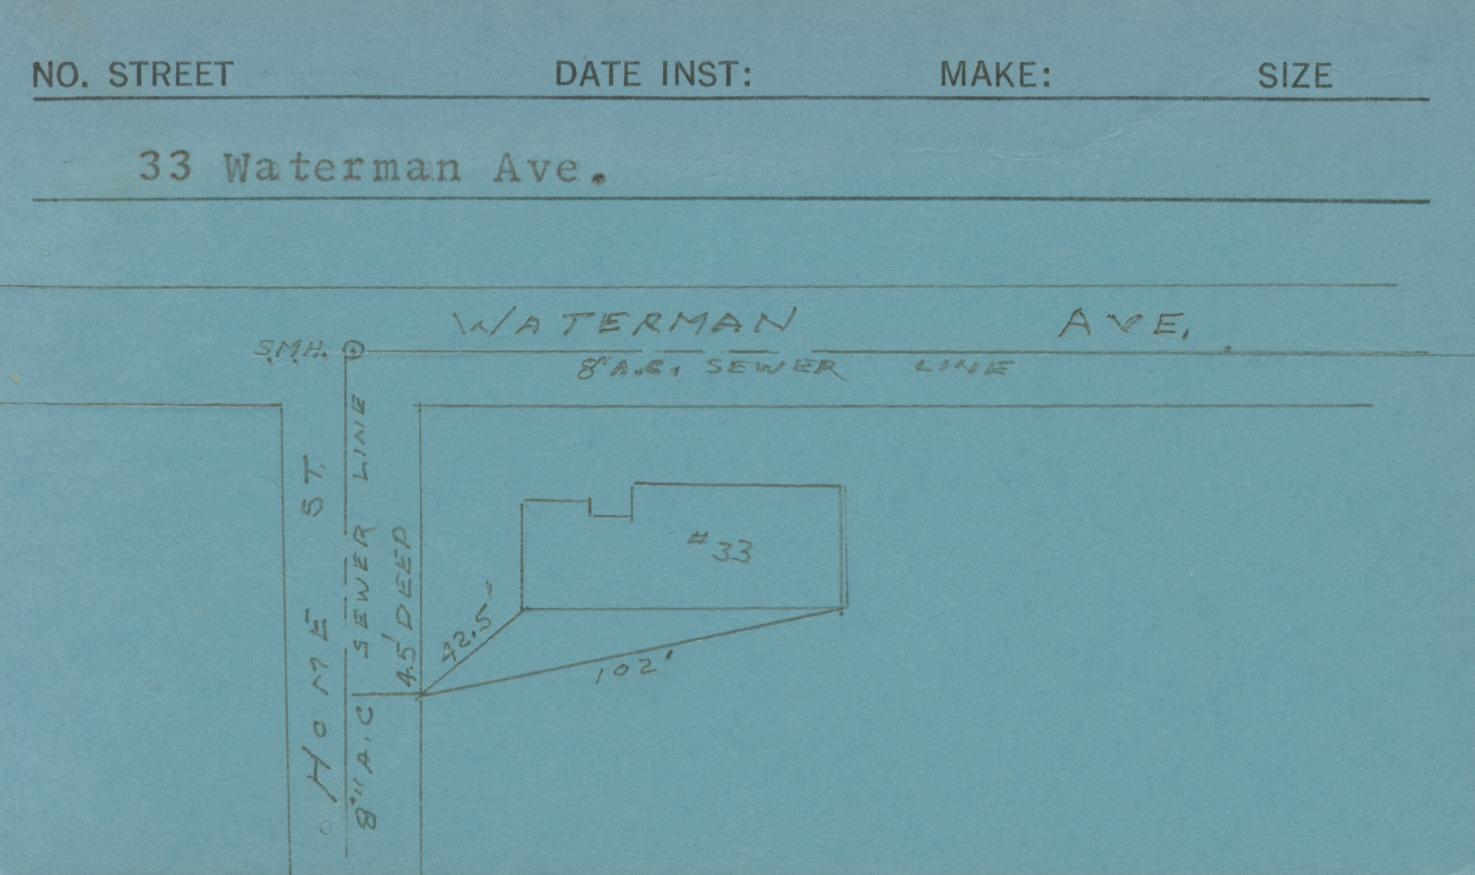 NO. STREET DATE INST: MAKE: SIZE
33 Waterman Ave.
WATERMAN AVE.
S.M.H.
8" A.C. SEWER LINE
HOME ST.
8" A.C SEWER LINE
4.5' DEEP
#33
42.5'
102'